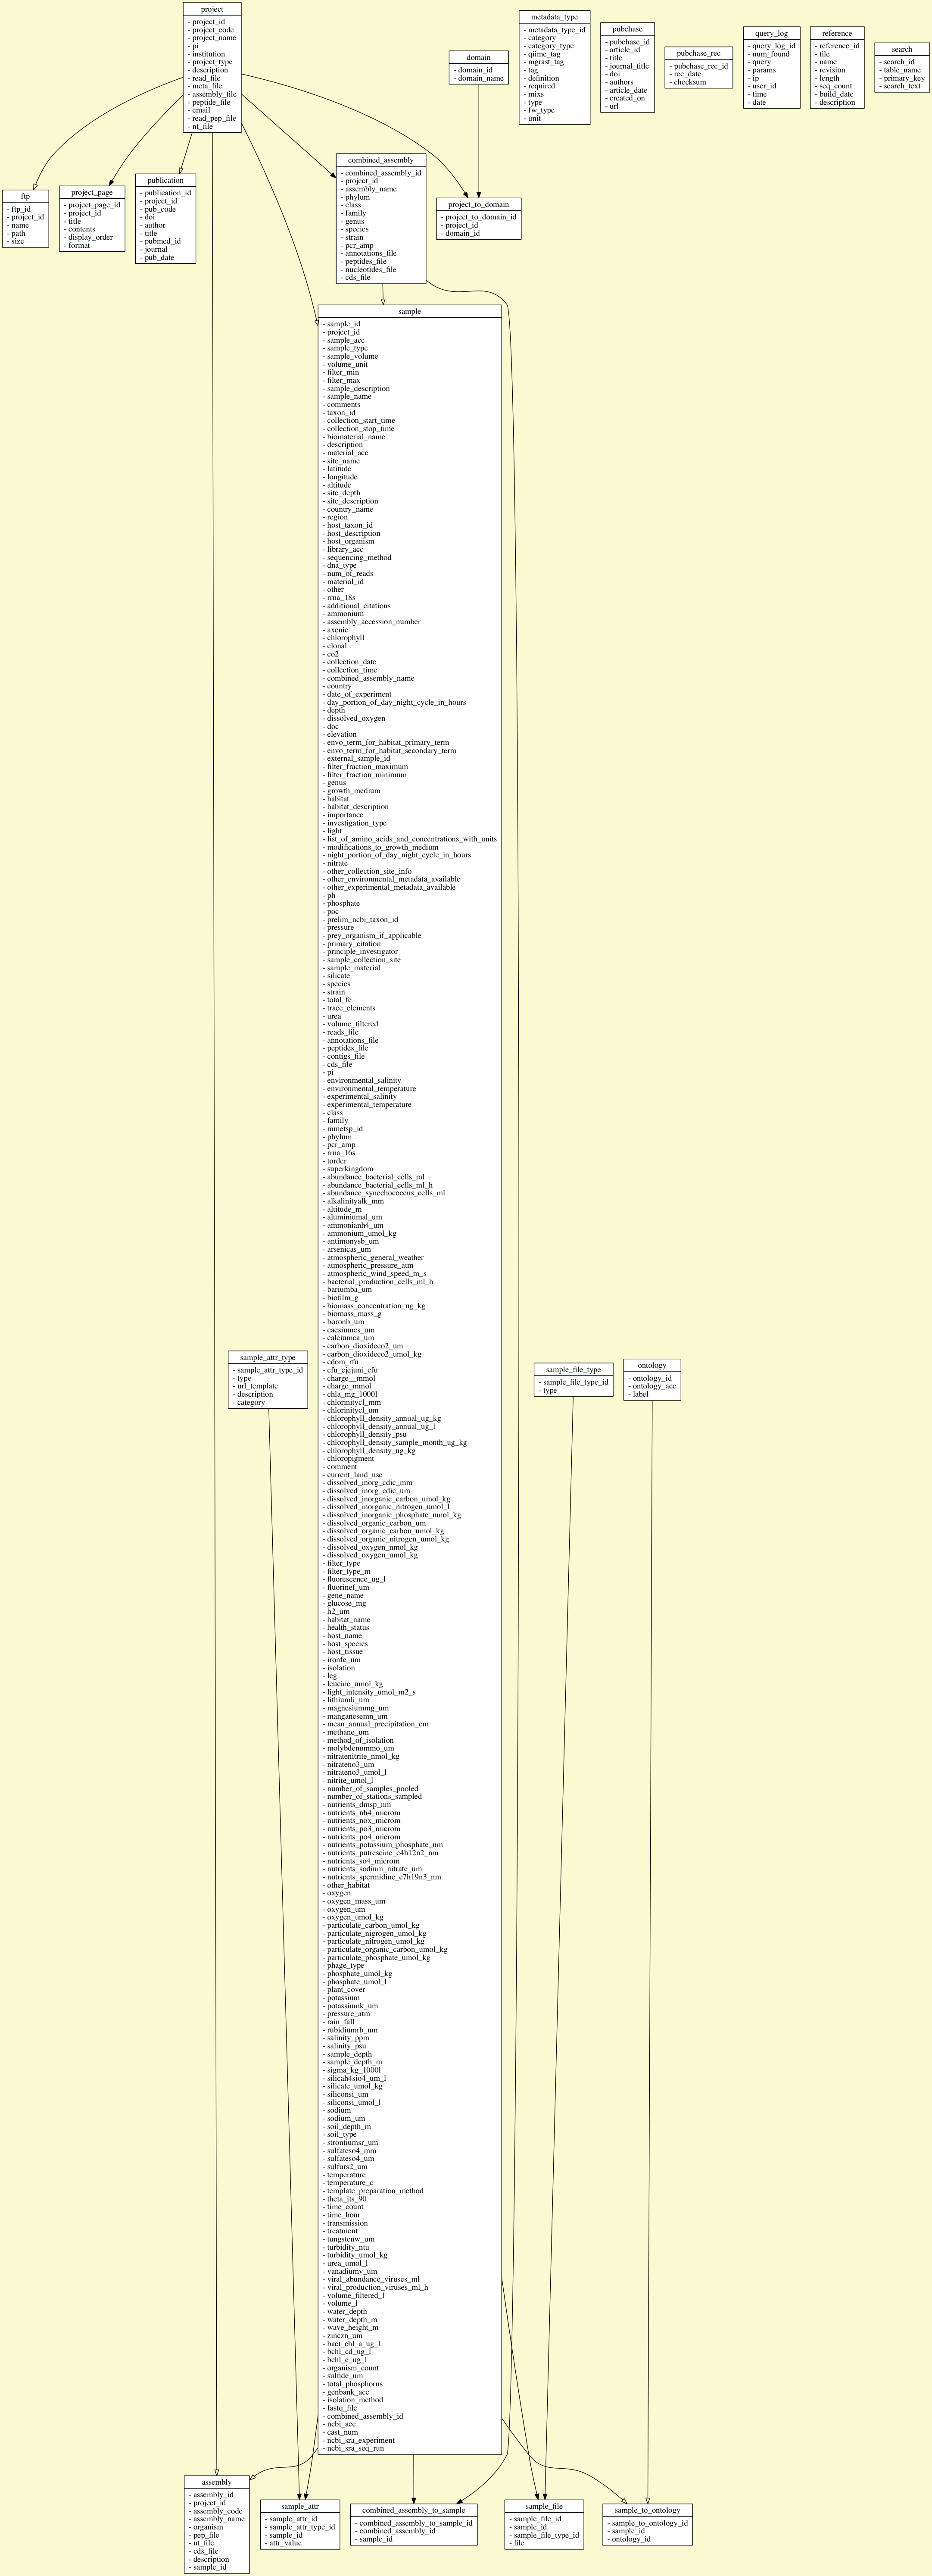 project
- project_id
- project_code
- project_name
- pi
- institution
- project_type
- description
- read_file
- meta_file
- assembly_file
- peptide_file
- email
- read_pep_file
- nt_file
domain
- domain_id
- domain_name
metadata_type
- metadata_type_id
- category
- category_type
- qiime_tag
- mgrast_tag
- tag
- definition
- required
- mixs
- type
- fw_type
- unit
pubchase
- pubchase_id
- article_id
- title
- journal_title
- doi
- authors
- article_date
- created_on
- url
pubchase_rec
- pubchase_rec_id
- rec_date
- checksum
query_log
- query_log_id
- num_found
- query
- params
- ip
- user_id
- time
- date
reference
- reference_id
- file
- name
- revision
- length
- seq_count
- build_date
- description
search
- search_id
- table_name
- primary_key
- search_text
ftp
- ftp_id
- project_id
- name
- path
- size
project_page
- project_page_id
- project_id
- title
- contents
- display_order
- format
publication
- publication_id
- project_id
- pub_code
- doi
- author
- title
- pubmed_id
- journal
- pub_date
combined_assembly
- combined_assembly_id
- project_id
- assembly_name
- phylum
- class
- family
- genus
- species
- strain
- pcr_amp
- annotations_file
- peptides_file
- nucleotides_file
- cds_file
project_to_domain
- project_to_domain_id
- project_id
- domain_id
sample
- sample_id
- project_id
- sample_acc
- sample_type
- sample_volume
- volume_unit
- filter_min
- filter_max
- sample_description
- sample_name
- comments
- taxon_id
- collection_start_time
- collection_stop_time
- biomaterial_name
- description
- material_acc
- site_name
- latitude
- longitude
- altitude
- site_depth
- site_description
- country_name
- region
- host_taxon_id
- host_description
- host_organism
- library_acc
- sequencing_method
- dna_type
- num_of_reads
- material_id
- other
- rrna_18s
- additional_citations
- ammonium
- assembly_accession_number
- axenic
- chlorophyll
- clonal
- co2
- collection_date
- collection_time
- combined_assembly_name
- country
- date_of_experiment
- day_portion_of_day_night_cycle_in_hours
- depth
- dissolved_oxygen
- doc
- elevation
- envo_term_for_habitat_primary_term
- envo_term_for_habitat_secondary_term
- external_sample_id
- filter_fraction_maximum
- filter_fraction_minimum
- genus
- growth_medium
- habitat
- habitat_description
- importance
- investigation_type
- light
- list_of_amino_acids_and_concentrations_with_units
- modifications_to_growth_medium
- night_portion_of_day_night_cycle_in_hours
- nitrate
- other_collection_site_info
- other_environmental_metadata_available
- other_experimental_metadata_available
- ph
- phosphate
- poc
- prelim_ncbi_taxon_id
- pressure
- prey_organism_if_applicable
- primary_citation
- principle_investigator
- sample_collection_site
- sample_material
- silicate
- species
- strain
- total_fe
- trace_elements
- urea
- volume_filtered
- reads_file
- annotations_file
- peptides_file
- contigs_file
- cds_file
- pi
- environmental_salinity
- environmental_temperature
- experimental_salinity
- experimental_temperature
- class
- family
- mmetsp_id
- phylum
- pcr_amp
- rrna_16s
- torder
- superkingdom
- abundance_bacterial_cells_ml
- abundance_bacterial_cells_ml_h
- abundance_synechococcus_cells_ml
- alkalinityalk_mm
- altitude_m
- aluminiumal_um
- ammonianh4_um
- ammonium_umol_kg
- antimonysb_um
- arsenicas_um
- atmospheric_general_weather
- atmospheric_pressure_atm
- atmospheric_wind_speed_m_s
- bacterial_production_cells_ml_h
- bariumba_um
- biofilm_g
- biomass_concentration_ug_kg
- biomass_mass_g
- boronb_um
- caesiumcs_um
- calciumca_um
- carbon_dioxideco2_um
- carbon_dioxideco2_umol_kg
- cdom_rfu
- cfu_cjejuni_cfu
- charge__mmol
- charge_mmol
- chla_mg_1000l
- chlorinitycl_mm
- chlorinitycl_um
- chlorophyll_density_annual_ug_kg
- chlorophyll_density_annual_ug_l
- chlorophyll_density_psu
- chlorophyll_density_sample_month_ug_kg
- chlorophyll_density_ug_kg
- chloropigment
- comment
- current_land_use
- dissolved_inorg_cdic_mm
- dissolved_inorg_cdic_um
- dissolved_inorganic_carbon_umol_kg
- dissolved_inorganic_nitrogen_umol_l
- dissolved_inorganic_phosphate_nmol_kg
- dissolved_organic_carbon_um
- dissolved_organic_carbon_umol_kg
- dissolved_organic_nitrogen_umol_kg
- dissolved_oxygen_nmol_kg
- dissolved_oxygen_umol_kg
- filter_type
- filter_type_m
- fluorescence_ug_l
- fluorinef_um
- gene_name
- glucose_mg
- h2_um
- habitat_name
- health_status
- host_name
- host_species
- host_tissue
- ironfe_um
- isolation
- leg
- leucine_umol_kg
- light_intensity_umol_m2_s
- lithiumli_um
- magnesiummg_um
- manganesemn_um
- mean_annual_precipitation_cm
- methane_um
- method_of_isolation
- molybdenummo_um
- nitratenitrite_nmol_kg
- nitrateno3_um
- nitrateno3_umol_l
- nitrite_umol_l
- number_of_samples_pooled
- number_of_stations_sampled
- nutrients_dmsp_nm
- nutrients_nh4_microm
- nutrients_nox_microm
- nutrients_po3_microm
- nutrients_po4_microm
- nutrients_potassium_phosphate_um
- nutrients_putrescine_c4h12n2_nm
- nutrients_so4_microm
- nutrients_sodium_nitrate_um
- nutrients_spermidine_c7h19n3_nm
- other_habitat
- oxygen
- oxygen_mass_um
- oxygen_um
- oxygen_umol_kg
- particulate_carbon_umol_kg
- particulate_nigrogen_umol_kg
- particulate_nitrogen_umol_kg
- particulate_organic_carbon_umol_kg
- particulate_phosphate_umol_kg
- phage_type
- phosphate_umol_kg
- phosphate_umol_l
- plant_cover
- potassium
- potassiumk_um
- pressure_atm
- rain_fall
- rubidiumrb_um
- salinity_ppm
- salinity_psu
- sample_depth
- sample_depth_m
- sigma_kg_1000l
- silicah4sio4_um_l
- silicate_umol_kg
- siliconsi_um
- siliconsi_umol_l
- sodium
- sodium_um
- soil_depth_m
- soil_type
- strontiumsr_um
- sulfateso4_mm
- sulfateso4_um
- sulfurs2_um
- temperature
- temperature_c
- template_preparation_method
- theta_its_90
- time_count
- time_hour
- transmission
- treatment
- tungstenw_um
- turbidity_ntu
- turbidity_umol_kg
- urea_umol_l
- vanadiumv_um
- viral_abundance_viruses_ml
- viral_production_viruses_ml_h
- volume_filtered_l
- volume_l
- water_depth
- water_depth_m
- wave_height_m
- zinczn_um
- bact_chl_a_ug_l
- bchl_cd_ug_l
- bchl_e_ug_l
- organism_count
- sulfide_um
- total_phosphorus
- genbank_acc
- isolation_method
- fastq_file
- combined_assembly_id
- ncbi_acc
- cast_num
- ncbi_sra_experiment
- ncbi_sra_seq_run
sample_attr_type
- sample_attr_type_id
- type
- url_template
- description
- category
sample_file_type
- sample_file_type_id
- type
ontology
- ontology_id
- ontology_acc
- label
assembly
- assembly_id
- project_id
- assembly_code
- assembly_name
- organism
- pep_file
- nt_file
- cds_file
- description
- sample_id
sample_attr
- sample_attr_id
- sample_attr_type_id
- sample_id
- attr_value
combined_assembly_to_sample
- combined_assembly_to_sample_id
- combined_assembly_id
- sample_id
sample_file
- sample_file_id
- sample_id
- sample_file_type_id
- file
sample_to_ontology
- sample_to_ontology_id
- sample_id
- ontology_id